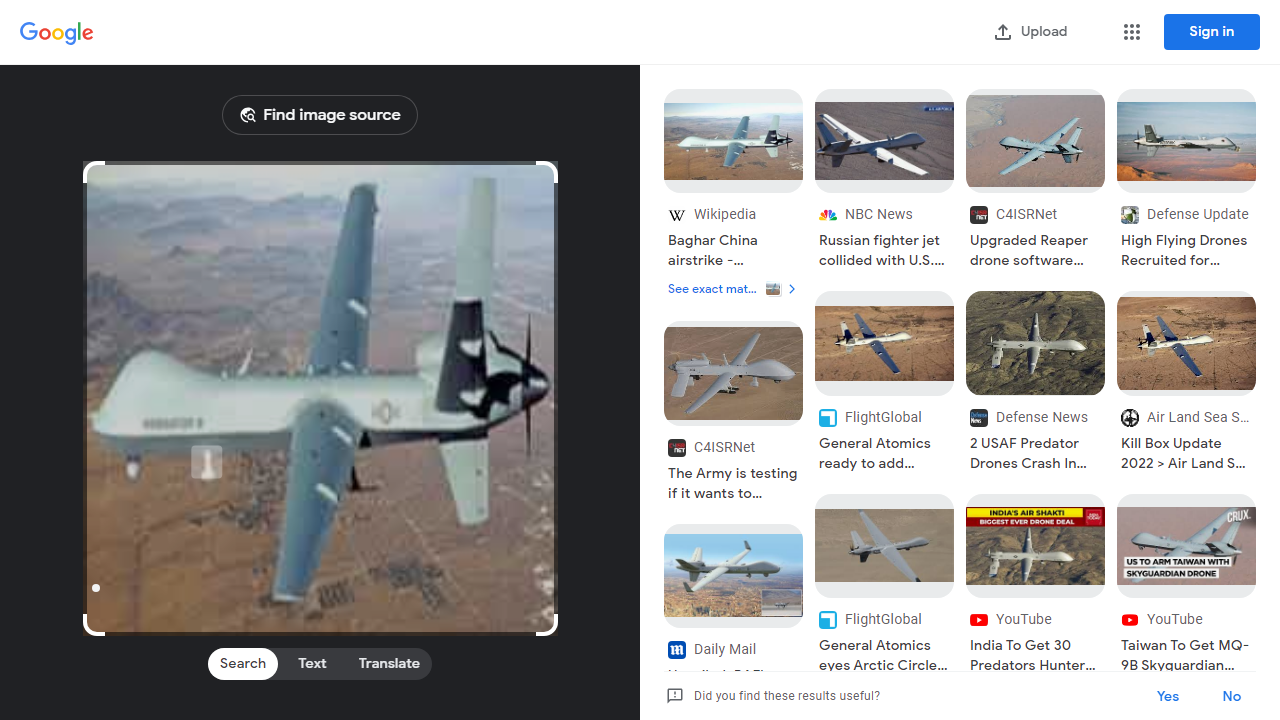 Google
Upload
Sign in
Find image source
Search
Text
Translate
Wikipedia
Baghar China
airstrike -...
See exact mat...
NBC News
Russian fighter jet
collided with U.S....
C4ISRNet
Upgraded Reaper
drone software...
Defense Update
High Flying Drones
Recruited for...
C4ISRNet
The Army is testing
if it wants to...
FlightGlobal
General Atomics
ready to add...
Defense News
2 USAF Predator
Drones Crash In...
Air Land Sea S...
Kill Box Update
2022 > Air Land S...
Daily Mail
FlightGlobal
General Atomics
eyes Arctic Circle...
INDIA'S AIR SHAKTI
BIGGEST EVER DRONE DEAL
YouTube
India To Get 30
Predators Hunter...
CRUX.
US TO ARM TAIWAN WITH
SKYGUARDIAN DRONE
YouTube
Taiwan To Get MQ-
9B Skyguardian...
Did you find these results useful?
Yes
No